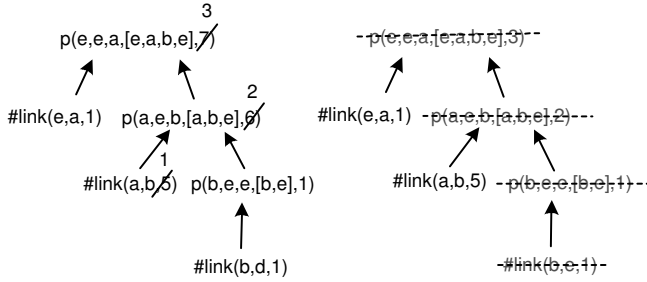 3
p(e,e,a,[e,a,b,e],7) p(e,e,a,[e,a,b,e],3)
2
#link(e,a,1) p(a,e,b,[a,b,e],6) #link(e,a,1) p(a,e,b,[a,b,e],2)
1
#link(a,b,5) p(b,e,e,[b,e],1) #link(a,b,5) p(b,e,e,[b,e],1)
#link(b,d,1) #link(b,e,1)